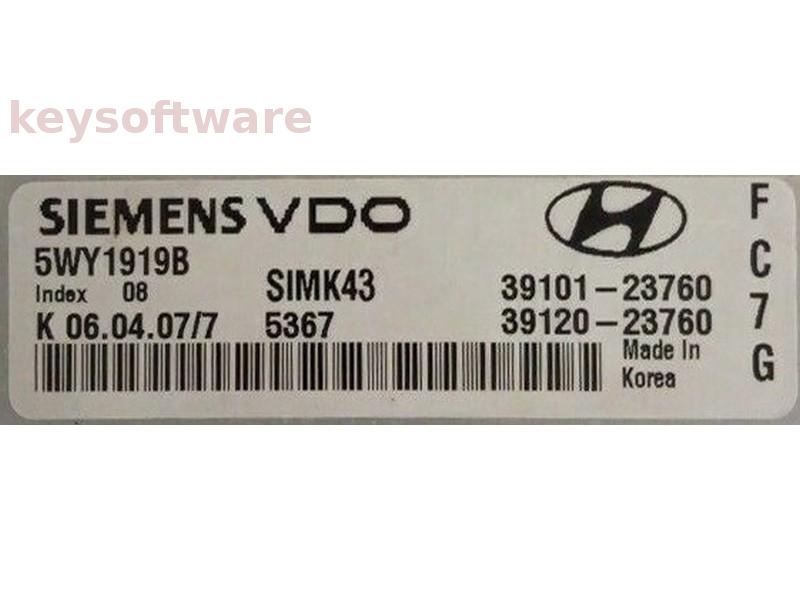 keysoftware
SIEMENS VDO
5WY1919B
Index 08 SIMK43 39101-23760
K 06.04.07/7 5367 39120-23760
Made In
Korea
F
C
7
G